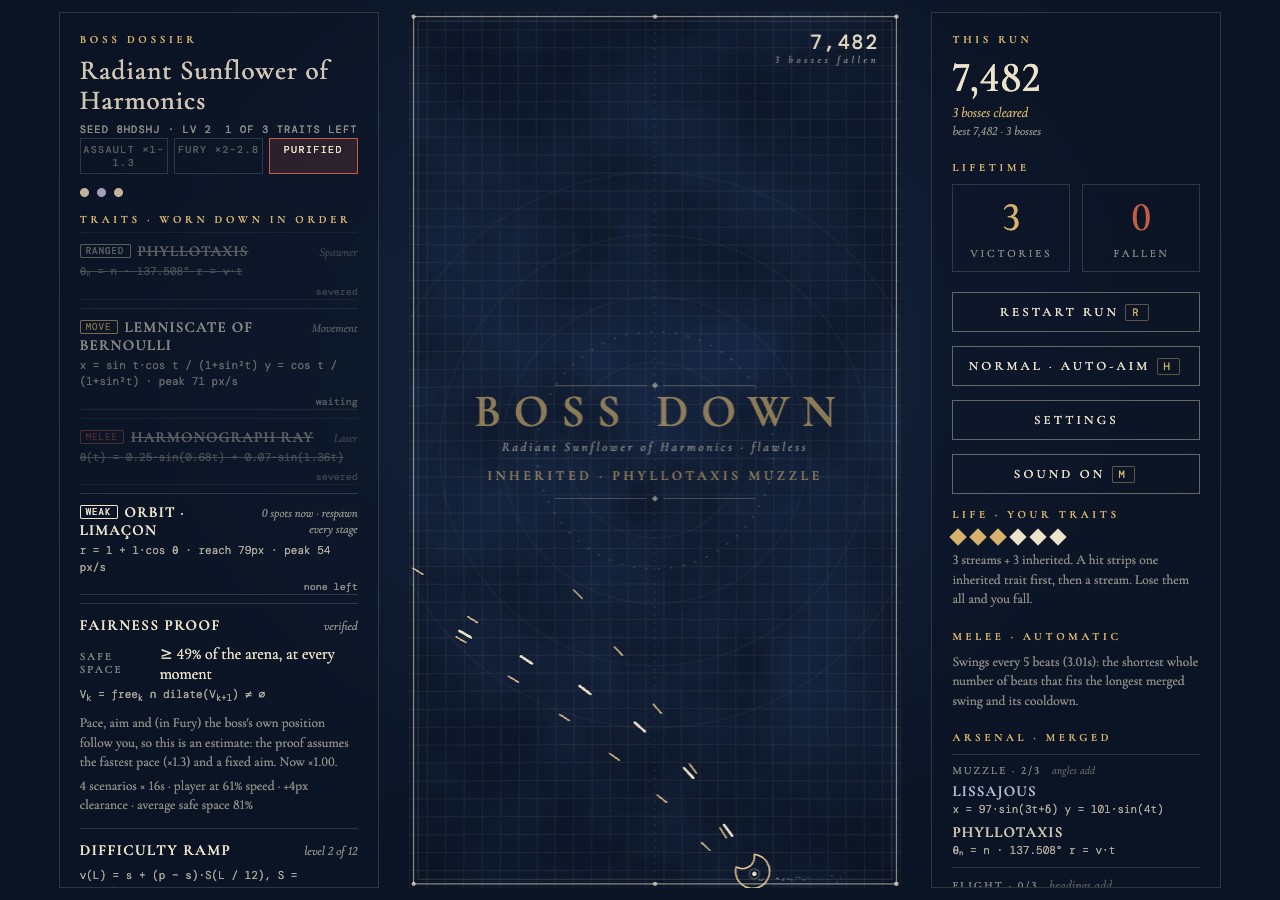 BOSS DOSSIER
Radiant Sunflower of
Harmonics
SEED 8HDSHJ · LV 2 1 OF 3 TRAITS LEFT
ASSAULT ×1–
1.3
FURY ×2–2.8
PURIFIED
TRAITS · WORN DOWN IN ORDER
RANGED PHYLLOTAXIS Spawner
θₙ = n · 137.508° r = v·t
severed
MOVE LEMNISCATE OF Movement
BERNOULLI
x = sin t·cos t / (1+sin²t) y = cos t /
(1+sin²t) · peak 71 px/s
waiting
MELEE HARMONOGRAPH RAY Laser
θ(t) = 0.25·sin(0.68t) + 0.07·sin(1.36t)
severed
WEAK ORBIT · 0 spots now · respawn
LIMAÇON every stage
r = 1 + 1·cos θ · reach 79px · peak 54
px/s
none left
FAIRNESS PROOF verified
SAFE
SPACE
≥ 49% of the arena, at every
moment
Vk = freek ∩ dilate(Vk+1) ≠ ∅
Pace, aim and (in Fury) the boss's own position
follow you, so this is an estimate: the proof assumes
the fastest pace (×1.3) and a fixed aim. Now ×1.00.
4 scenarios × 16s · player at 61% speed · +4px
clearance · average safe space 81%
DIFFICULTY RAMP level 2 of 12
v(L) = s + (p − s)·S(L / 12), S =
7,482
3 bosses fallen
BOSS DOWN
Radiant Sunflower of Harmonics · flawless
INHERITED · PHYLLOTAXIS MUZZLE
THIS RUN
7,482
3 bosses cleared
best 7,482 · 3 bosses
LIFETIME
3
VICTORIES
0
FALLEN
RESTART RUN R
NORMAL · AUTO-AIM H
SETTINGS
SOUND ON M
LIFE · YOUR TRAITS
3 streams + 3 inherited. A hit strips one
inherited trait first, then a stream. Lose them
all and you fall.
MELEE · AUTOMATIC
Swings every 5 beats (3.01s): the shortest whole
number of beats that fits the longest merged
swing and its cooldown.
ARSENAL · MERGED
MUZZLE · 2/3 angles add
LISSAJOUS
x = 97·sin(3t+δ) y = 101·sin(4t)
PHYLLOTAXIS
θₙ = n · 137.508° r = v·t
FLIGHT · 0/3 headings add